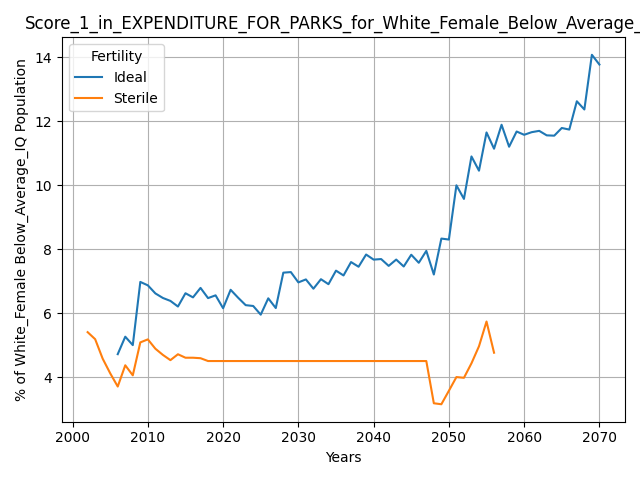 Score_1_in_EXPENDITURE_FOR_PARKS_for_White_Female_Below_Average_
Fertility
Ideal
Sterile
% of White_Female Below_Average_IQ Population
14
12
10
8
6
4
2000 2010 2020 2030 2040 2050 2060 2070
Years